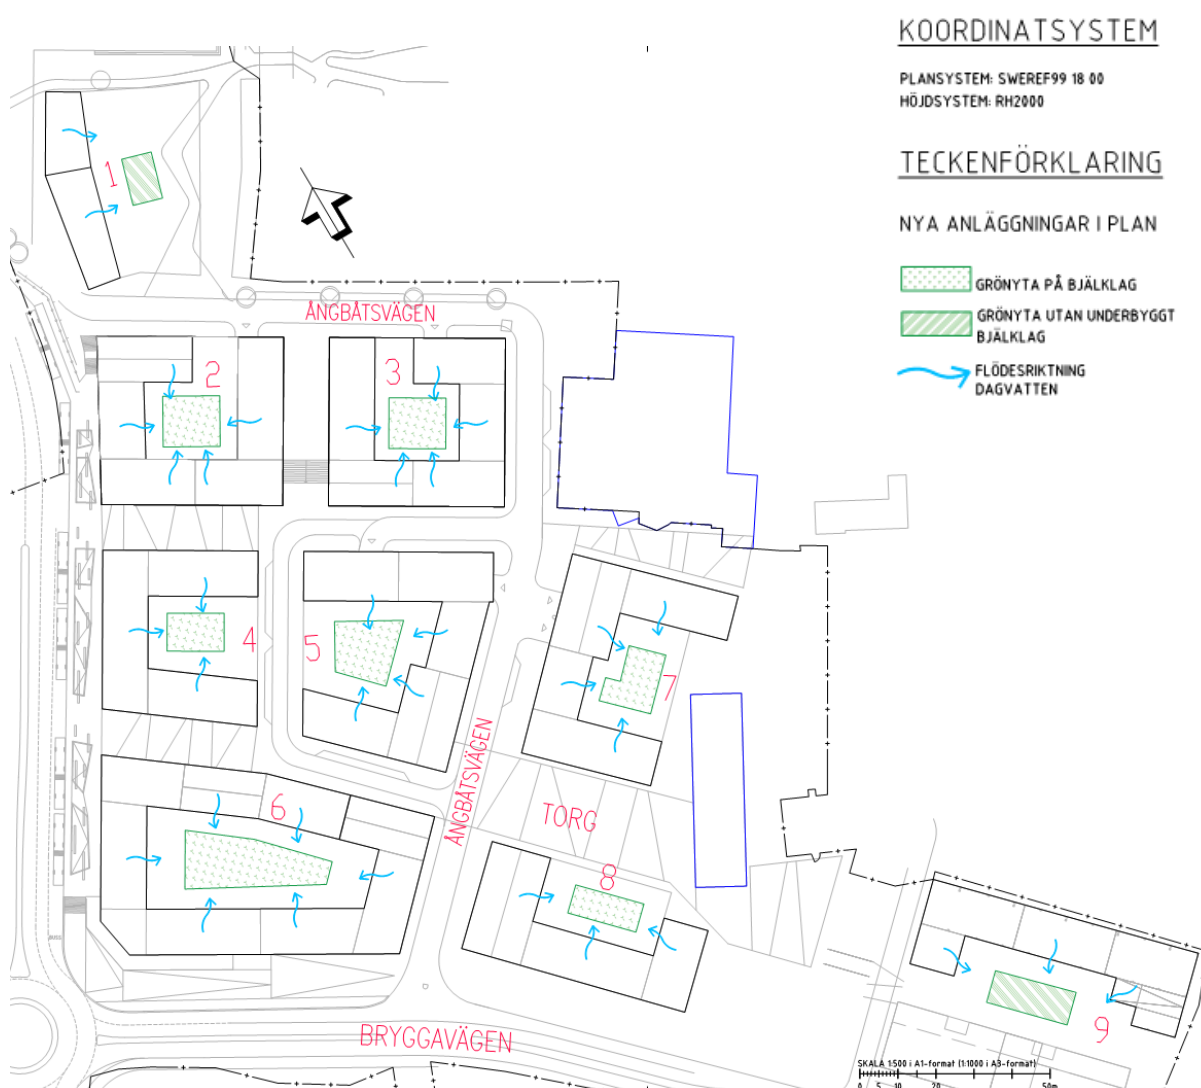 KOORDINATSYSTEM
PLANSYSTEM: SWEREF99 18 00
HÖJDSYSTEM: RH2000
TECKENFÖRKLARING
NYA ANLÄGGNINGAR I PLAN
GRÖNYTA PÅ BJÄLKLAG
GRÖNYTA UTAN UNDERBYGGT
BJÄLKLAG
FLÖDESRIKTNING
DAGVATTEN
1
ÅNGBÅTSVÄGEN
2
3
4
5
7
ÅNGBÅTSVÄGEN
6
TORG
8
9
BRYGGAVÄGEN
SKALA 1:500 i A1-format (1:1000 i A3-format)
0 5 10 20 50m